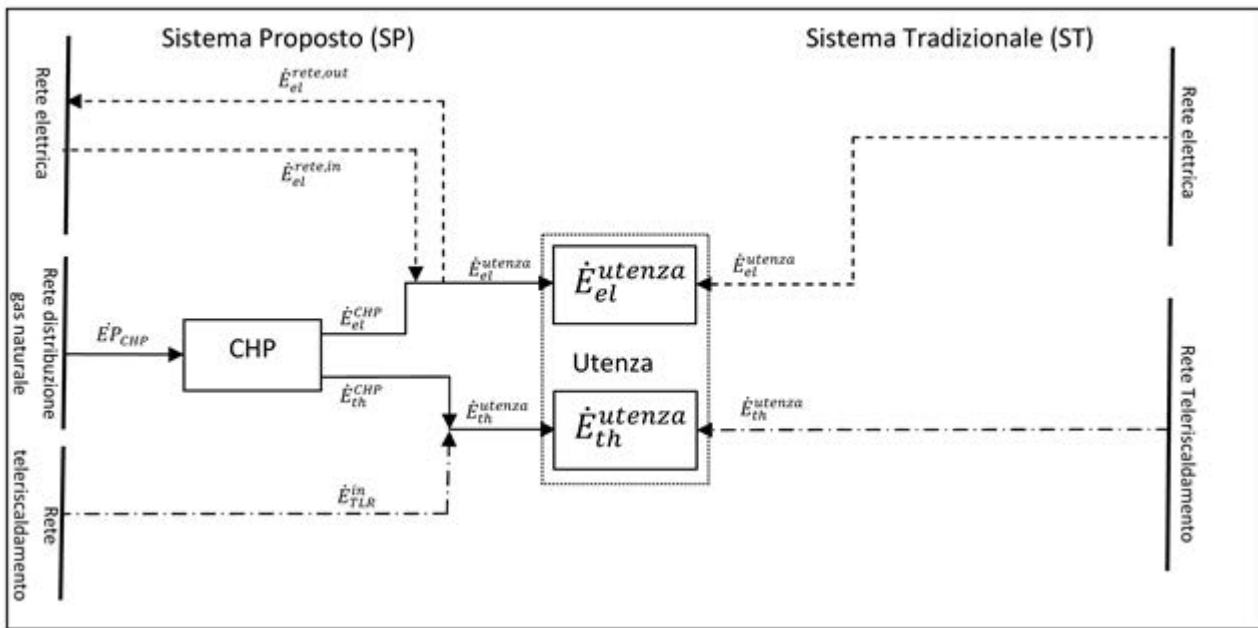 Sistema Proposto (SP)
Sistema Tradizionale (ST)
Rete elettrica
Ė_el^rete,out
Ė_el^rete,in
Rete elettrica
Ė_el^utenza
Ė_el^utenza
Ė_el^utenza
Rete distribuzione
gas naturale
ĖP_CHP
CHP
Ė_el^CHP
Ė_th^CHP
Utenza
Ė_th^utenza
Ė_th^utenza
Ė_th^utenza
Rete Teleriscaldamento
Rete
teleriscaldamento
Ė_TLR^in